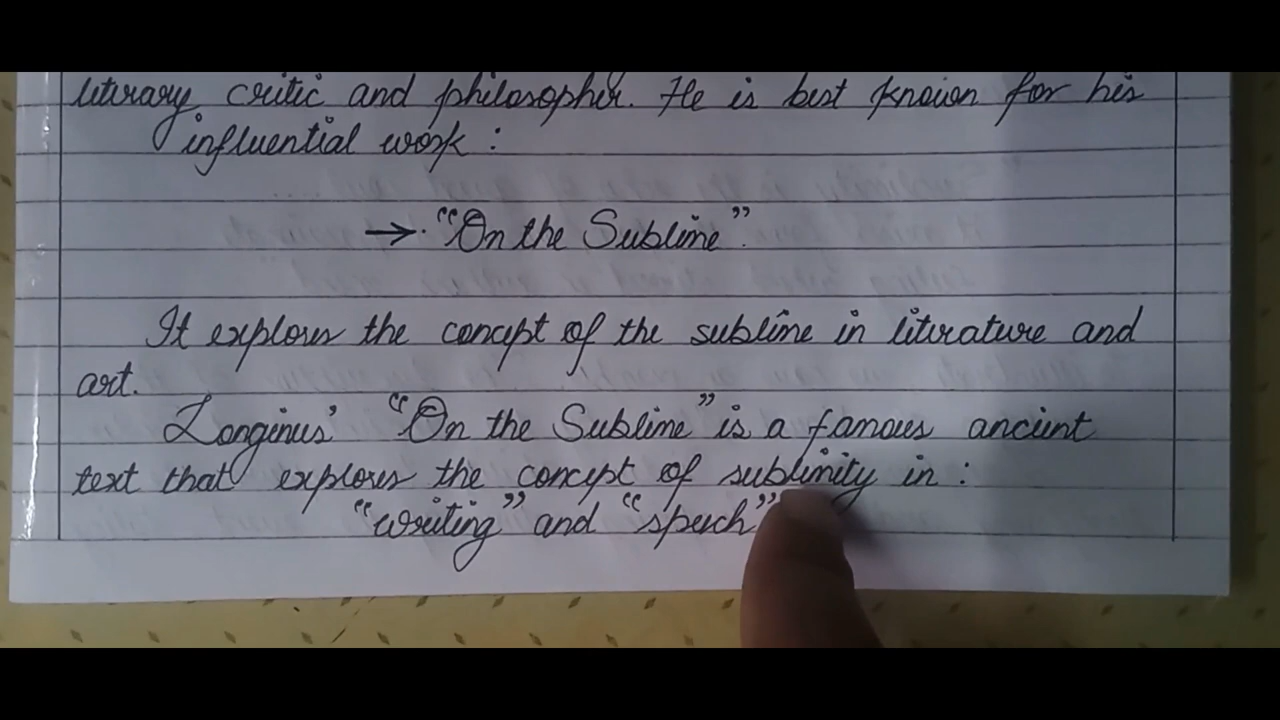 literary critic and philosopher. He is best known for his
influential work :
→ "On the Sublime".
It explores the concept of the sublime in literature and
art.
Longinus' "On the Sublime" is a famous ancient
text that explores the concept of sublimity in :
"writing" and "speech"